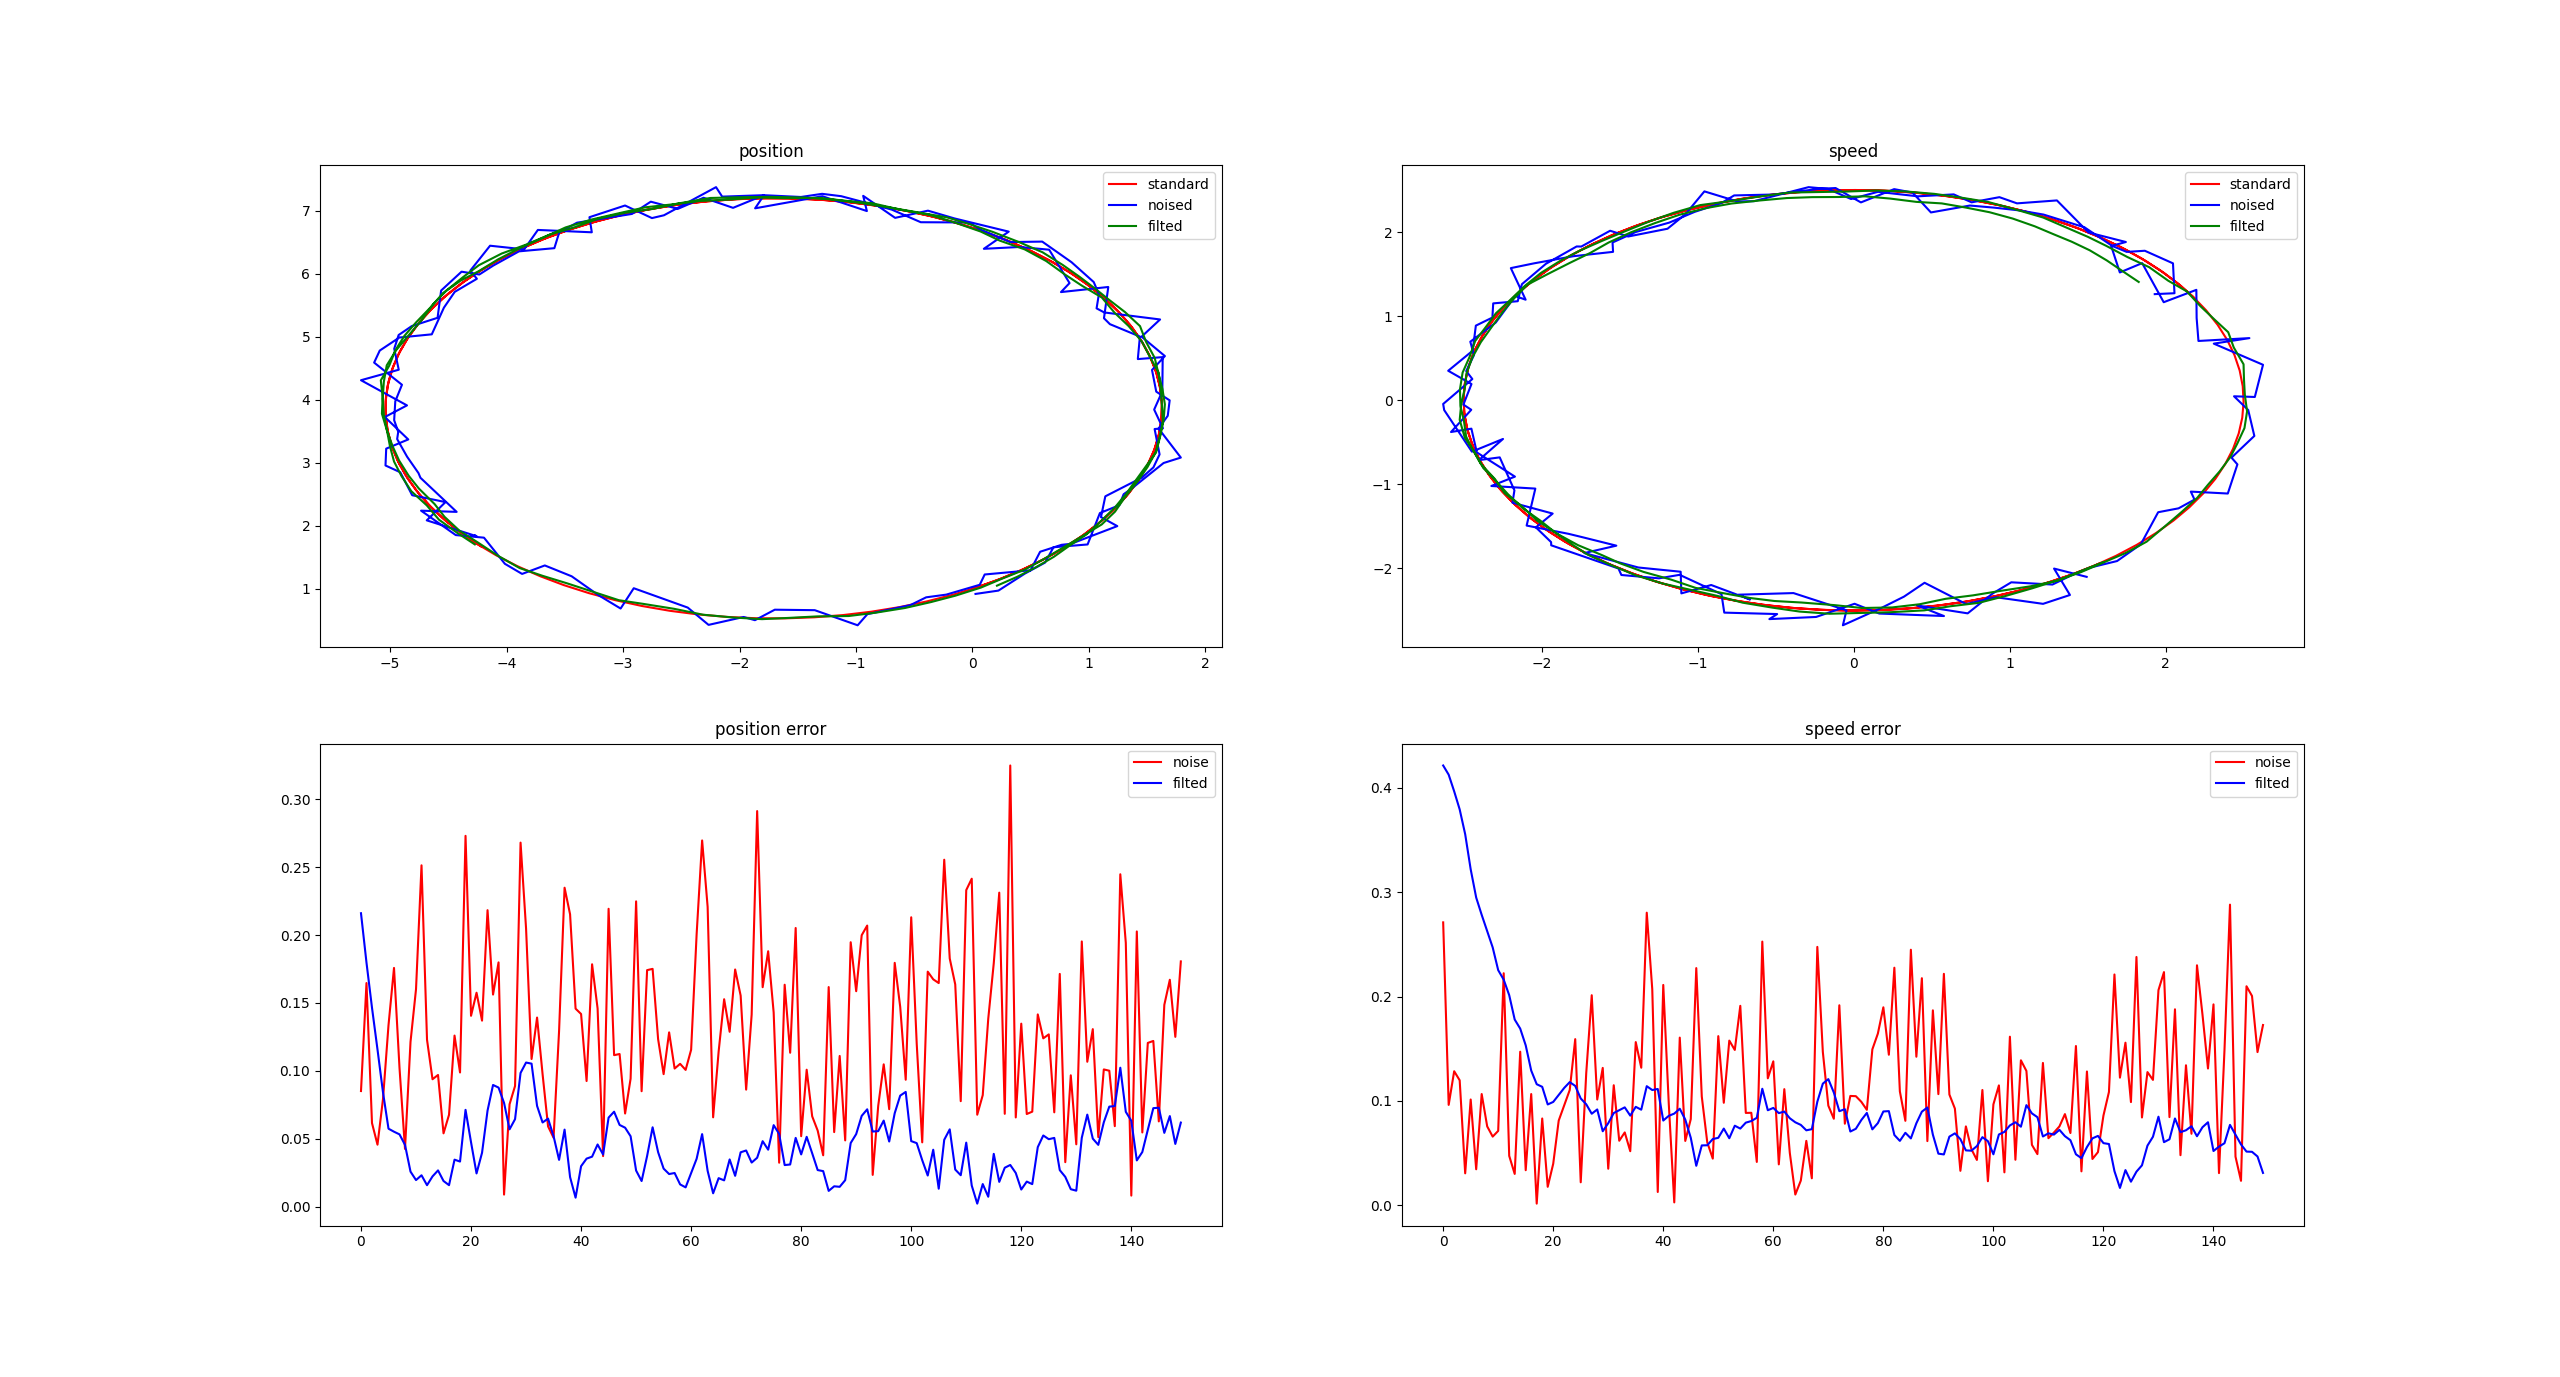 position
standard
noised
filted
7
6
5
4
3
2
1
−5 −4 −3 −2 −1 0 1 2
speed
standard
noised
filted
2
1
0
−1
−2
−2 −1 0 1 2
position error
noise
filted
0.30
0.25
0.20
0.15
0.10
0.05
0.00
0 20 40 60 80 100 120 140
speed error
noise
filted
0.4
0.3
0.2
0.1
0.0
0 20 40 60 80 100 120 140